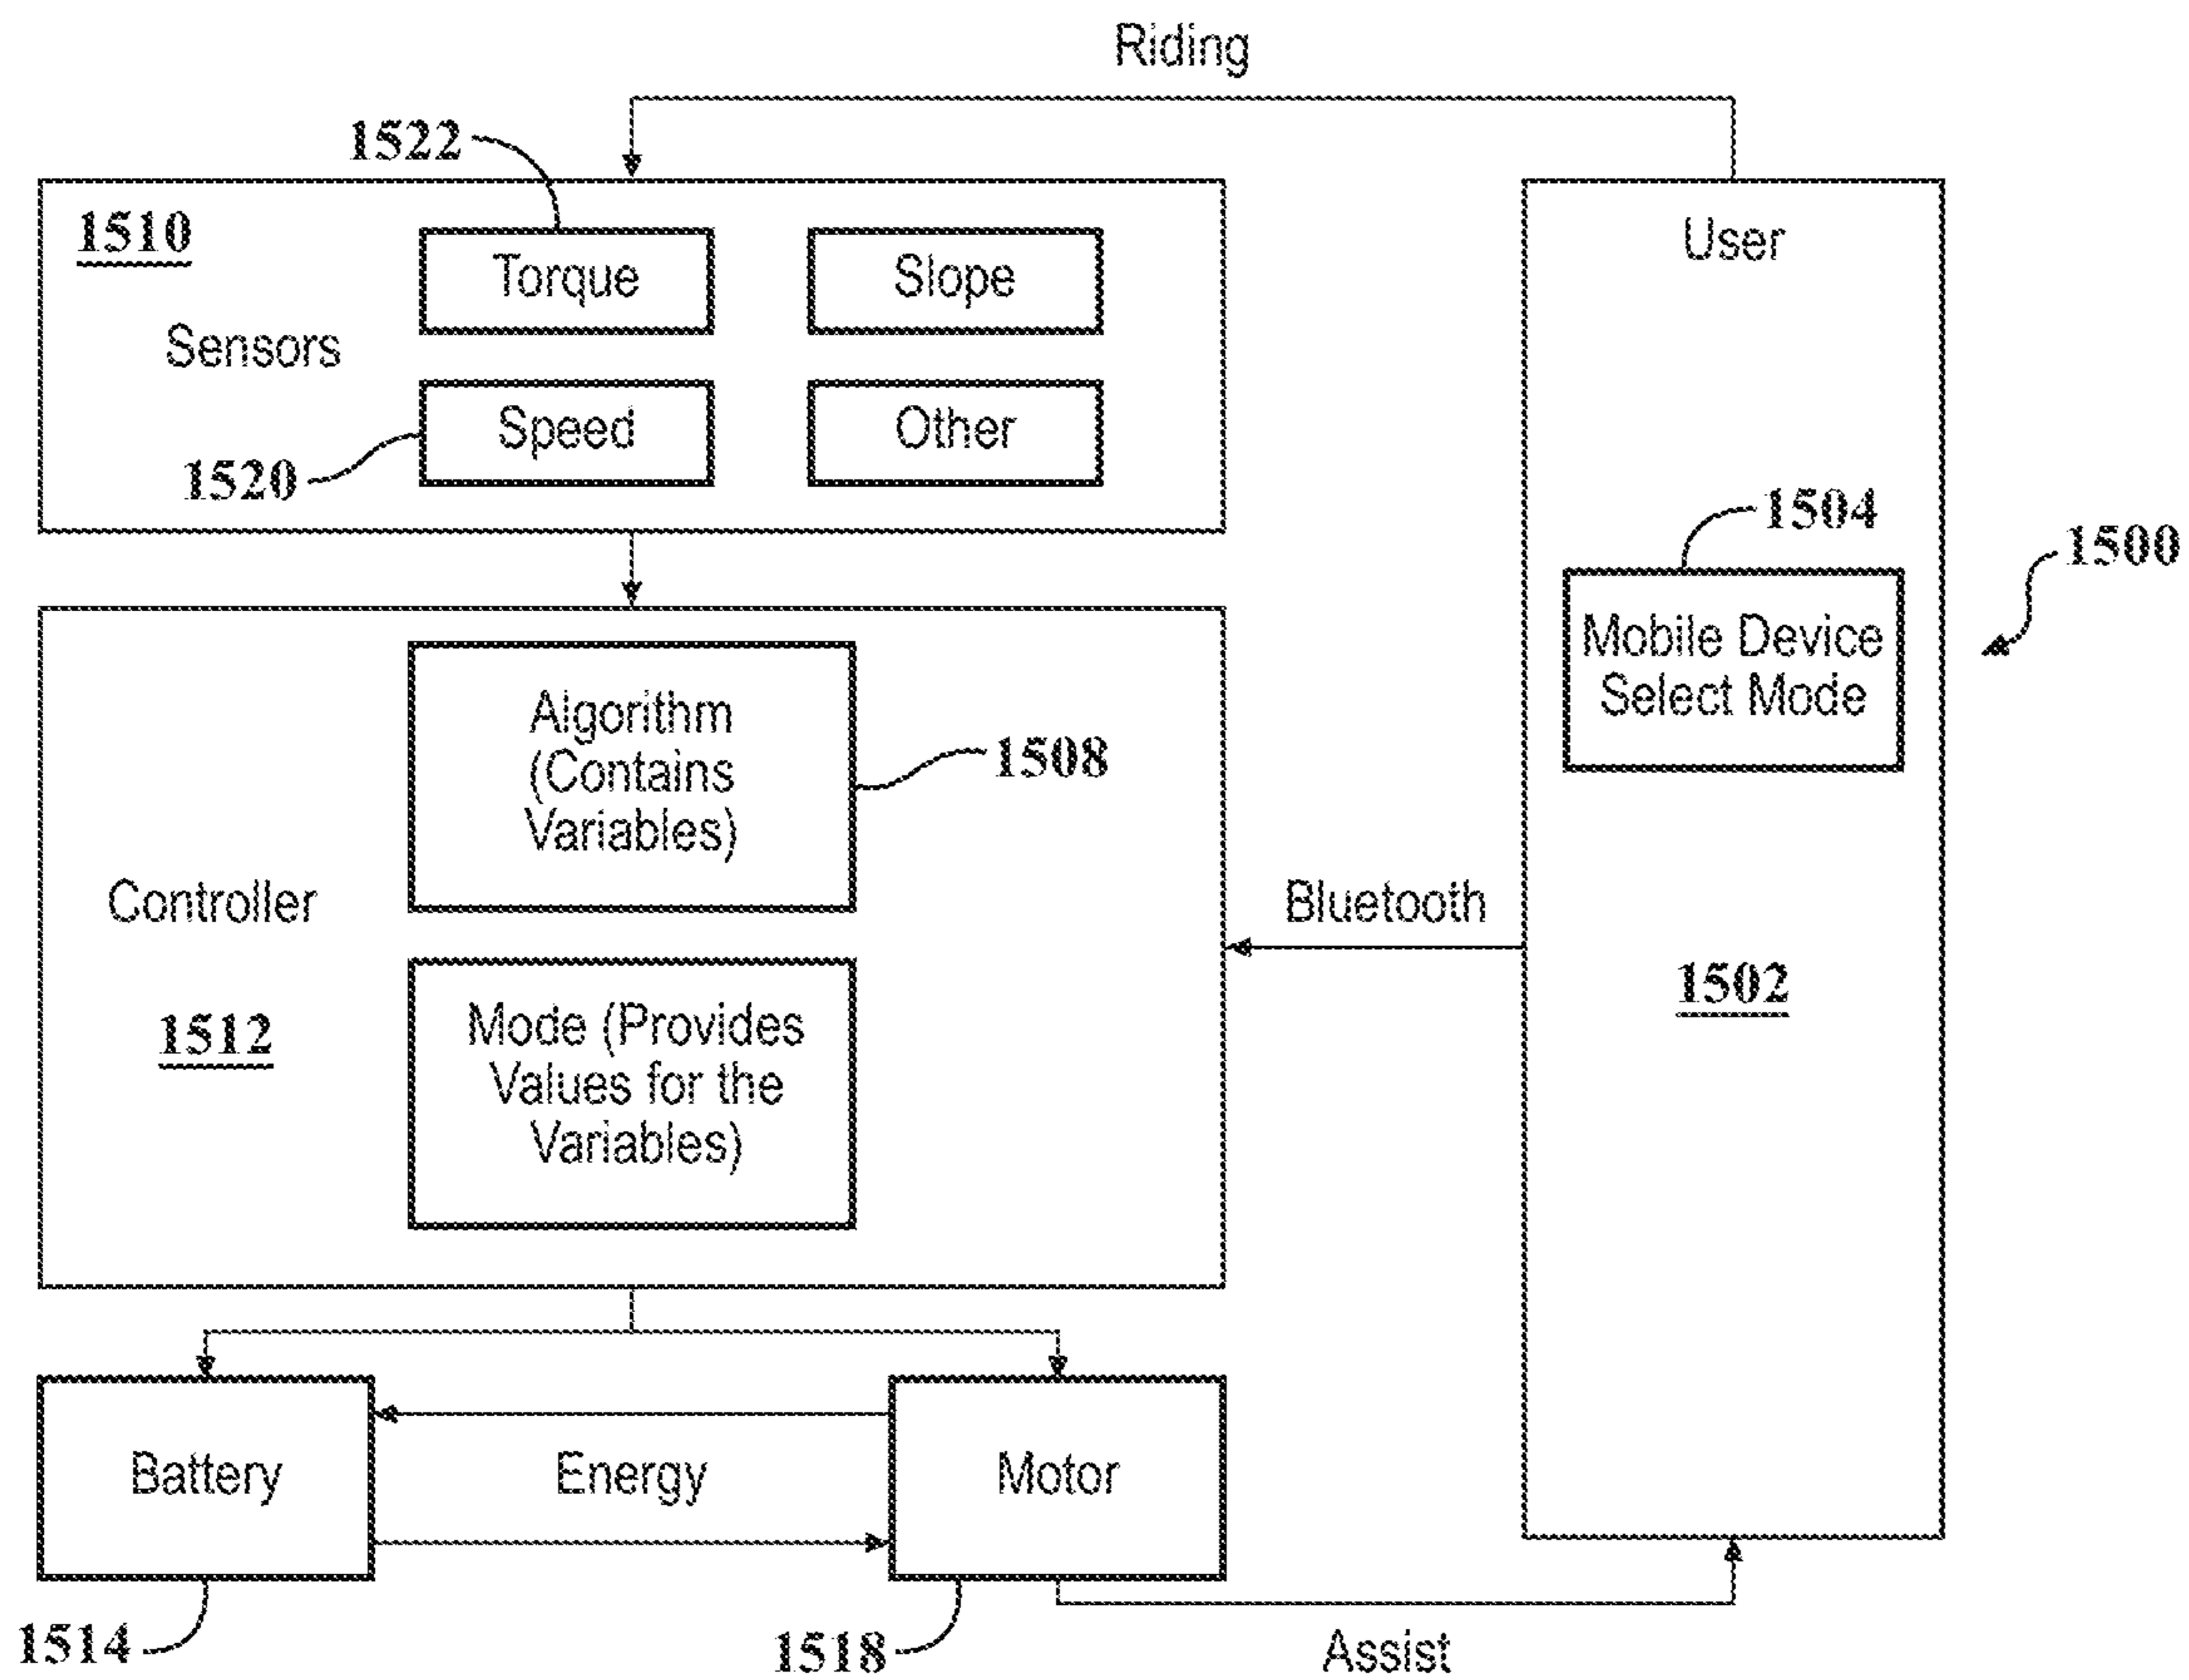 Riding
1522
1510
Torque
Slope
User
Sensors
Speed
Other
1520
1504
1500
Mobile Device
Select Mode
Algorithm
(Contains
Variables)
1508
Controller
Bluetooth
1502
1512
Mode (Provides
Values for the
Variables)
Battery
Energy
Motor
1514
1518
Assist